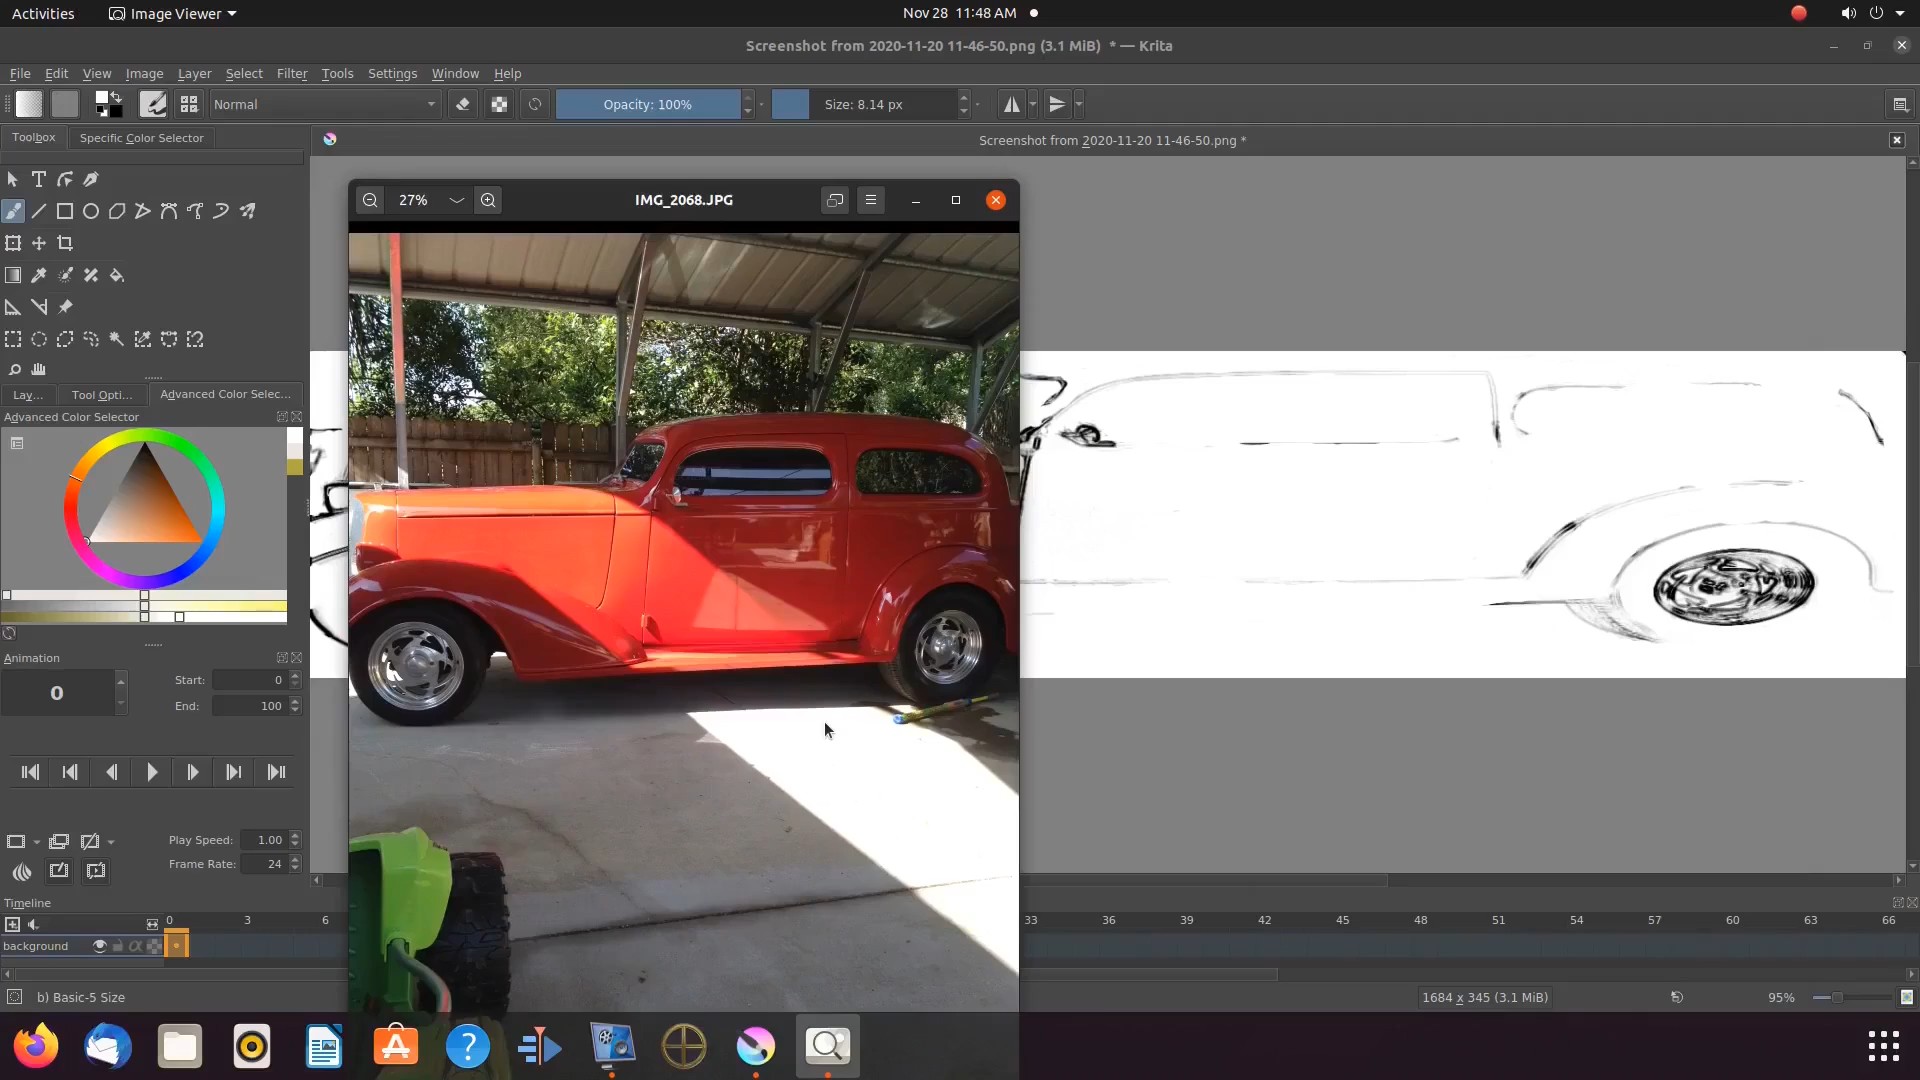 Activities
Image Viewer
Nov 28 11:48 AM
Screenshot from 2020-11-20 11-46-50.png (3.1 MiB) * — Krita
File Edit View Image Layer Select Filter Tools Settings Window Help
Normal
Opacity: 100%
Size: 8.14 px
Toolbox
Specific Color Selector
Screenshot from 2020-11-20 11-46-50.png *
27%
IMG_2068.JPG
Lay...
Tool Opti...
Advanced Color Selec...
Advanced Color Selector
Animation
0
Start: 0
End: 100
Play Speed: 1.00
Frame Rate: 24
Timeline
0 3 6 33 36 39 42 45 48 51 54 57 60 63 66
background
b) Basic-5 Size
1684 x 345 (3.1 MiB)
95%